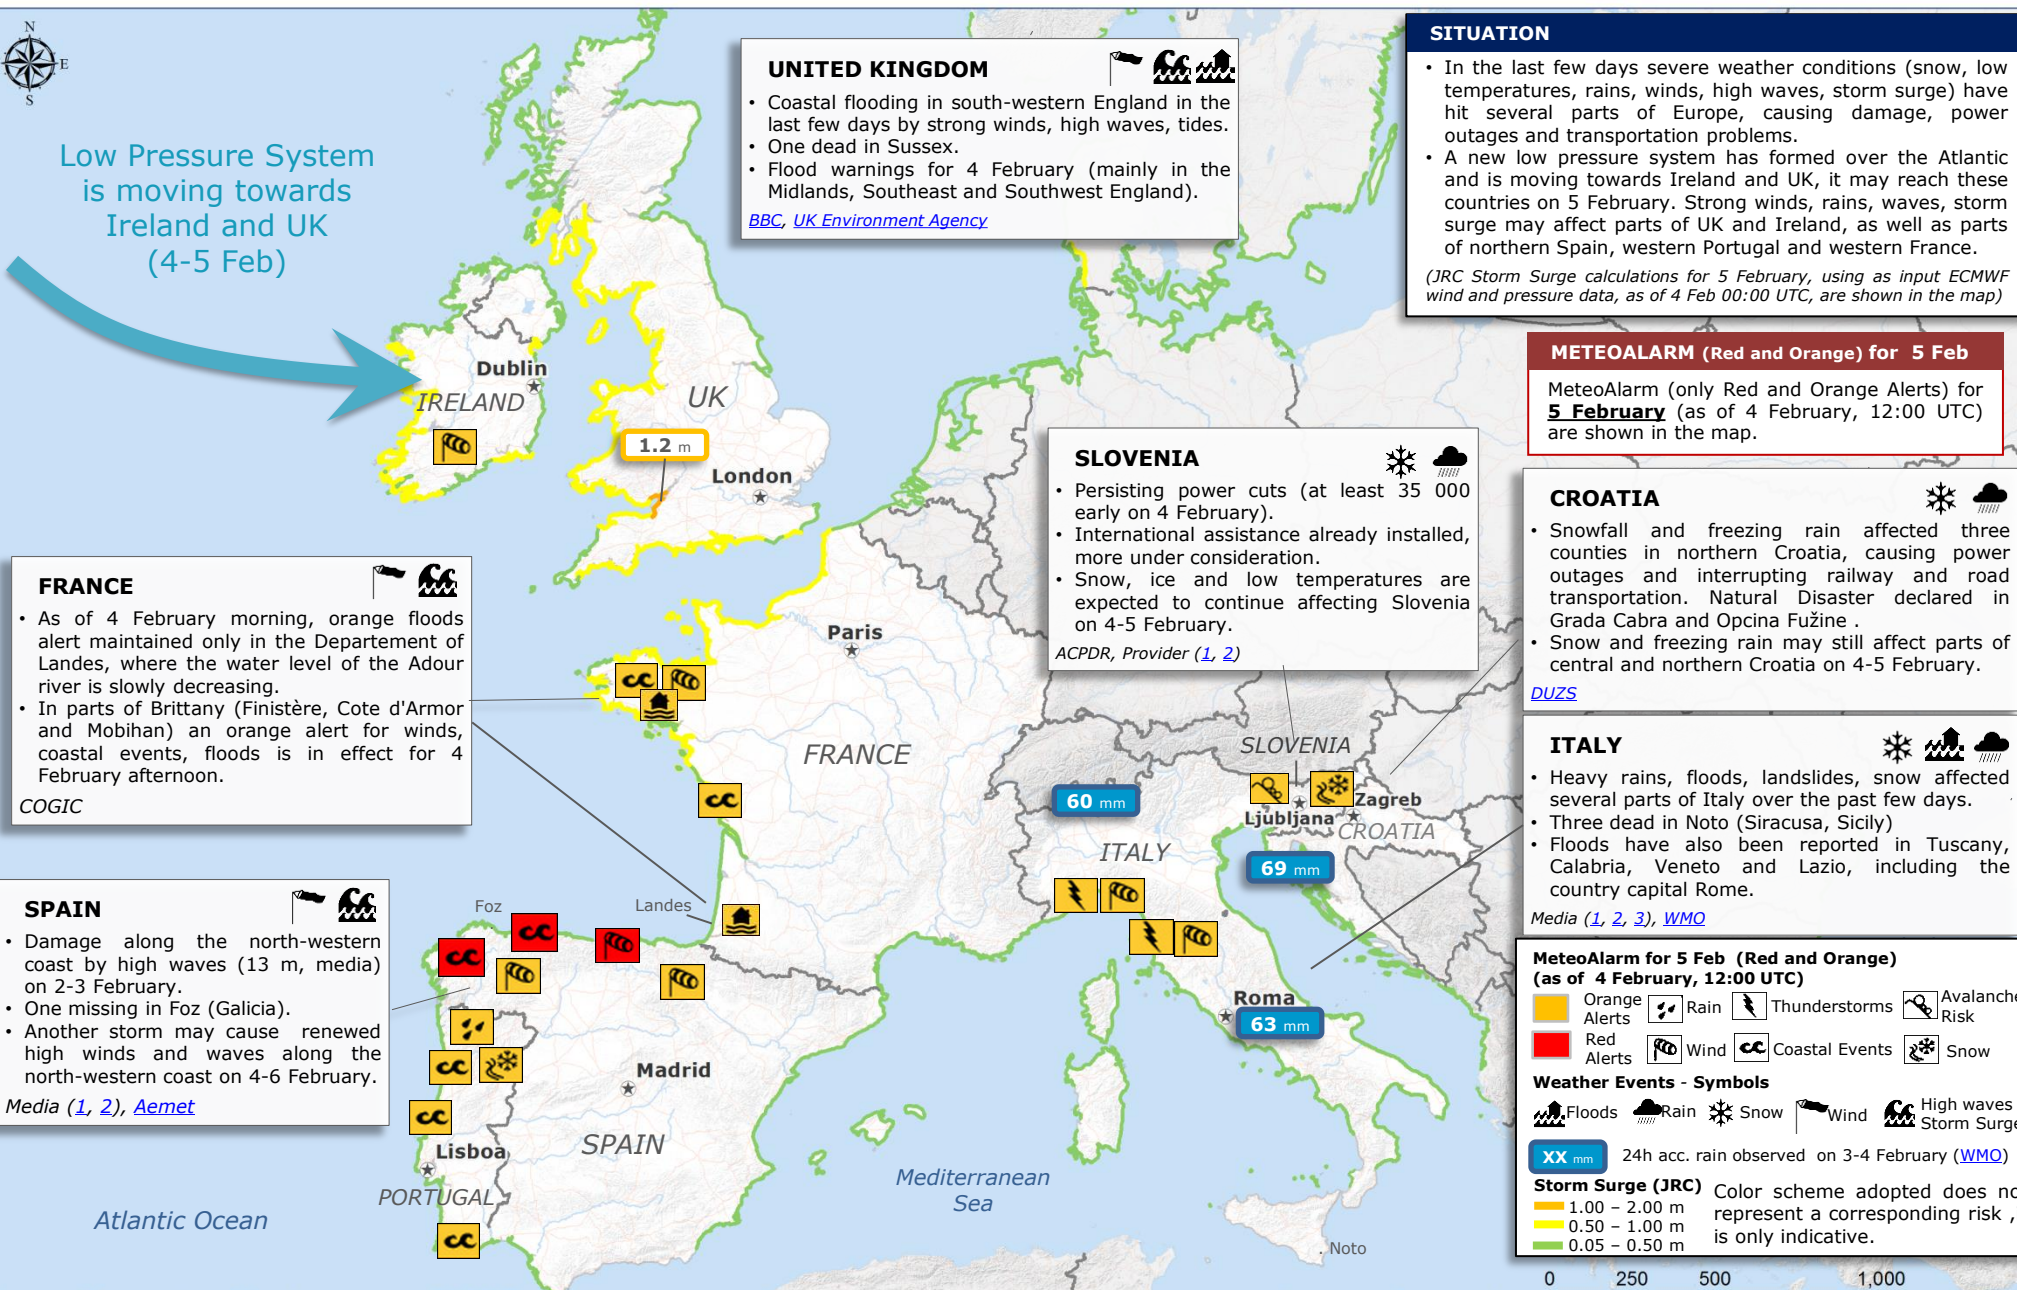 N
E
S
Low Pressure System
is moving towards
Ireland and UK
(4-5 Feb)
UNITED KINGDOM
• Coastal flooding in south-western England in the
last few days by strong winds, high waves, tides.
• One dead in Sussex.
• Flood warnings for 4 February (mainly in the
Midlands, Southeast and Southwest England).
BBC, UK Environment Agency
SITUATION
• In the last few days severe weather conditions (snow, low
temperatures, rains, winds, high waves, storm surge) have
hit several parts of Europe, causing damage, power
outages and transportation problems.
• A new low pressure system has formed over the Atlantic
and is moving towards Ireland and UK, it may reach these
countries on 5 February. Strong winds, rains, waves, storm
surge may affect parts of UK and Ireland, as well as parts
of northern Spain, western Portugal and western France.
(JRC Storm Surge calculations for 5 February, using as input ECMWF
wind and pressure data, as of 4 Feb 00:00 UTC, are shown in the map)
METEOALARM (Red and Orange) for 5 Feb
MeteoAlarm (only Red and Orange Alerts) for
5 February (as of 4 February, 12:00 UTC)
are shown in the map.
Dublin
IRELAND
UK
1.2 m
London
SLOVENIA
• Persisting power cuts (at least 35 000
early on 4 February).
• International assistance already installed,
more under consideration.
• Snow, ice and low temperatures are
expected to continue affecting Slovenia
on 4-5 February.
ACPDR, Provider (1, 2)
CROATIA
• Snowfall and freezing rain affected three
counties in northern Croatia, causing power
outages and interrupting railway and road
transportation. Natural Disaster declared in
Grada Cabra and Opcina Fužine .
• Snow and freezing rain may still affect parts of
central and northern Croatia on 4-5 February.
DUZS
FRANCE
• As of 4 February morning, orange floods
alert maintained only in the Departement of
Landes, where the water level of the Adour
river is slowly decreasing.
• In parts of Brittany (Finistère, Cote d'Armor
and Mobihan) an orange alert for winds,
coastal events, floods is in effect for 4
February afternoon.
COGIC
Paris
FRANCE
SLOVENIA
60 mm
Ljubljana
Zagreb
CROATIA
ITALY
69 mm
ITALY
• Heavy rains, floods, landslides, snow affected
several parts of Italy over the past few days.
• Three dead in Noto (Siracusa, Sicily)
• Floods have also been reported in Tuscany,
Calabria, Veneto and Lazio, including the
country capital Rome.
Media (1, 2, 3), WMO
SPAIN
• Damage along the north-western
coast by high waves (13 m, media)
on 2-3 February.
• One missing in Foz (Galicia).
• Another storm may cause renewed
high winds and waves along the
north-western coast on 4-6 February.
Media (1, 2), Aemet
Foz
Landes
Roma
63 mm
Madrid
SPAIN
Lisboa
PORTUGAL
Atlantic Ocean
Mediterranean
Sea
Noto
MeteoAlarm for 5 Feb (Red and Orange)
(as of 4 February, 12:00 UTC)
Orange
Alerts
Rain
Thunderstorms
Avalanche
Risk
Red
Alerts
Wind
Coastal Events
Snow
Weather Events - Symbols
Floods
Rain
Snow
Wind
High waves
Storm Surge
XX mm
24h acc. rain observed on 3-4 February (WMO)
Storm Surge (JRC)
1.00 – 2.00 m
0.50 – 1.00 m
0.05 – 0.50 m
Color scheme adopted does no
represent a corresponding risk ,
is only indicative.
0 250 500 1,000